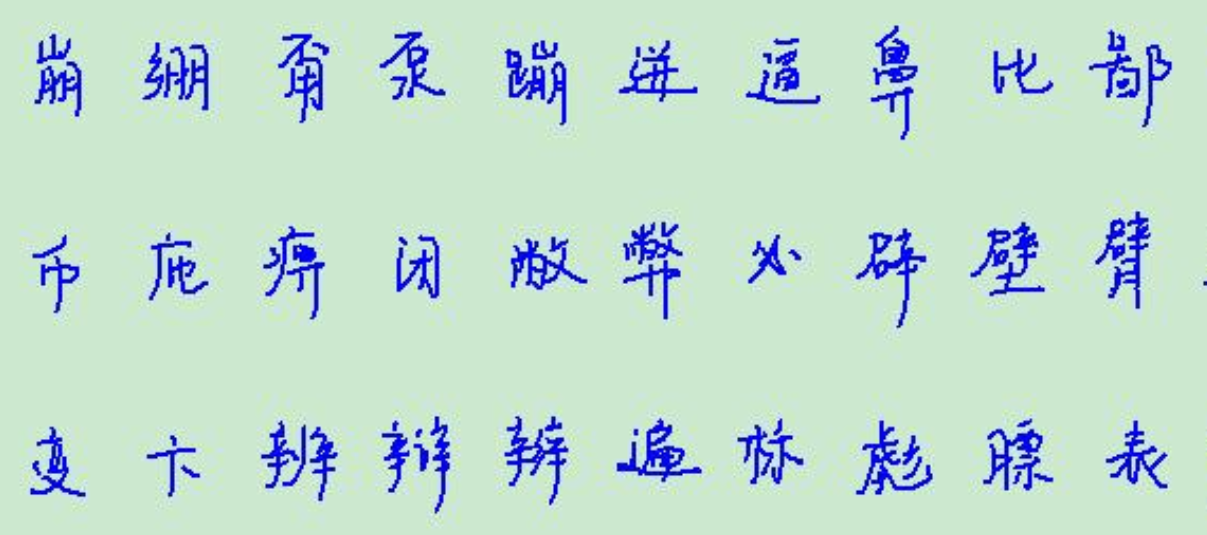 崩 绷 甭 泵 蹦 迸 逼 鼻 比 鄙
币 庇 痹 闭 敝 弊 必 辟 壁 臂
变 卞 辨 辩 辫 遍 标 彪 膘 表